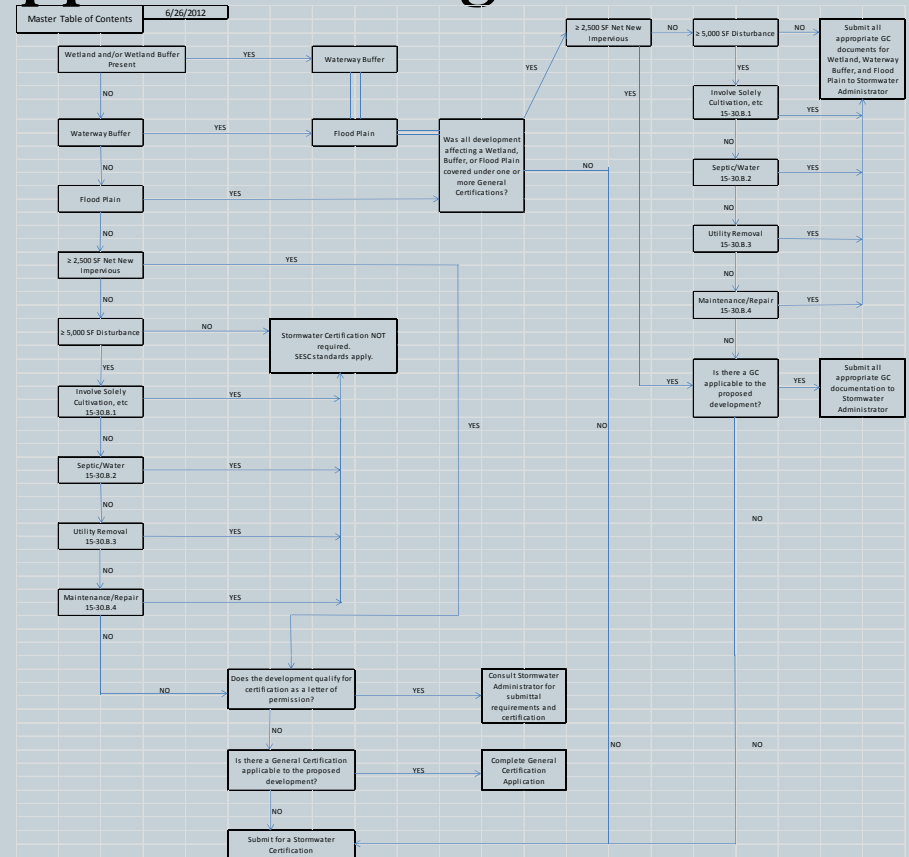 Master Table of Contents
6/26/2012
Wetland and/or Wetland Buffer
Present
YES
Waterway Buffer
NO
Waterway Buffer
YES
Flood Plain
NO
Flood Plain
YES
Was all development
affecting a Wetland,
Buffer, or Flood Plain
covered under one or
more General
Certifications?
YES
NO
≥ 2,500 SF Net New
Impervious
NO
YES
≥ 5,000 SF Disturbance
NO
Submit all
appropriate GC
documents for
Wetland, Waterway
Buffer, and Flood
Plain to Stormwater
Administrator
YES
Involve Solely
Cultivation, etc
15-30.B.1
YES
NO
Septic/Water
15-30.B.2
YES
NO
Utility Removal
15-30.B.3
YES
NO
Maintenance/Repair
15-30.B.4
YES
NO
Is there a GC
applicable to the
proposed
development?
YES
YES
Submit all
appropriate GC
documentation to
Stormwater
Administrator
NO
≥ 2,500 SF Net New
Impervious
YES
NO
≥ 5,000 SF Disturbance
NO
Stormwater Certification NOT
required.
SESC standards apply.
YES
Involve Solely
Cultivation, etc
15-30.B.1
YES
YES
NO
NO
Septic/Water
15-30.B.2
YES
NO
NO
Utility Removal
15-30.B.3
YES
NO
Maintenance/Repair
15-30.B.4
YES
NO
NO
Does the development qualify for
certification as a letter of
permission?
YES
Consult Stormwater
Administrator for
submittal
requirements and
certification
NO
NO
NO
Is there a General Certification
applicable to the proposed
development?
YES
Complete General
Certification
Application
NO
Submit for a Stormwater
Certification